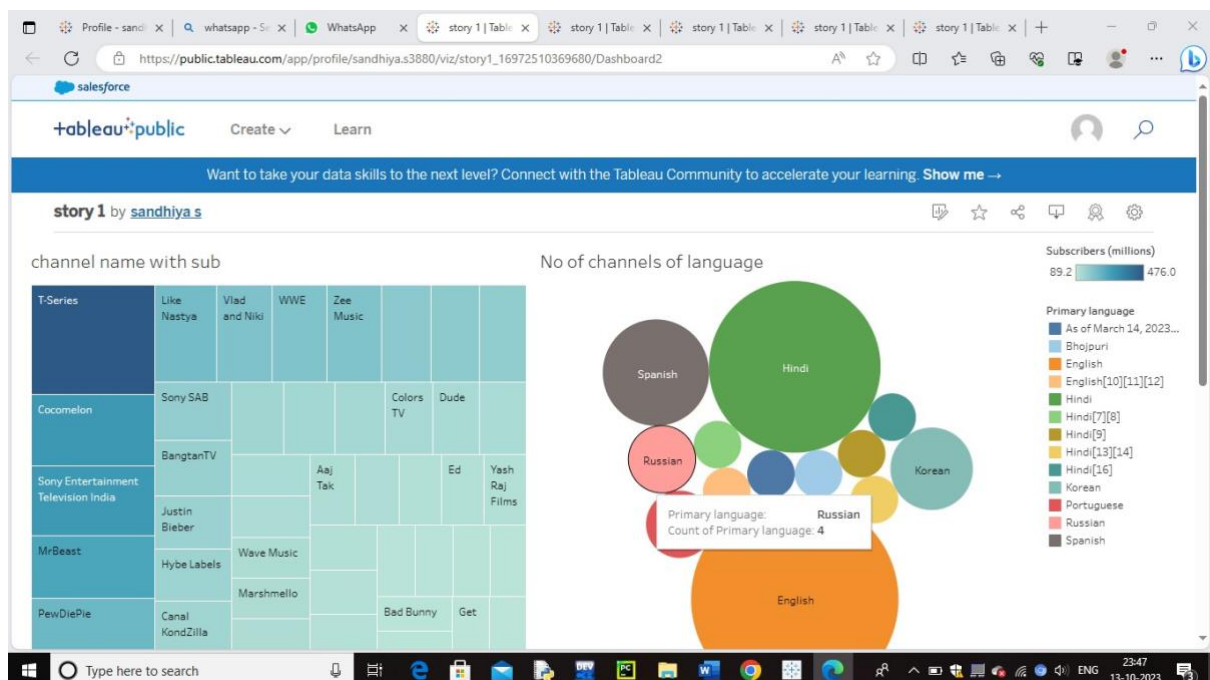 Profile - sandh
whatsapp - Se
WhatsApp
story 1 | Table
story 1 | Table
story 1 | Table
story 1 | Table
story 1 | Table
https://public.tableau.com/app/profile/sandhiya.s3880/viz/story1_16972510369680/Dashboard2
salesforce
+ableau public
Create
Learn
Want to take your data skills to the next level? Connect with the Tableau Community to accelerate your learning. Show me →
story 1 by sandhiya s
channel name with sub
T-Series
Like Nastya
Vlad and Niki
WWE
Zee Music
Cocomelon
Sony SAB
Colors TV
Dude
BangtanTV
Sony Entertainment
Television India
Aaj Tak
Ed
Yash Raj Films
Justin Bieber
MrBeast
Hybe Labels
Wave Music
Marshmello
PewDiePie
Canal KondZilla
Bad Bunny
Get
No of channels of language
Spanish
Hindi
Russian
Korean
English
Primary language: Russian
Count of Primary language: 4
Subscribers (millions)
89.2 476.0
Primary language
As of March 14, 2023...
Bhojpuri
English
English[10][11][12]
Hindi
Hindi[7][8]
Hindi[9]
Hindi[13][14]
Hindi[16]
Korean
Portuguese
Russian
Spanish
Type here to search
DEV
PC
W
ENG
23:47
13-10-2023
3